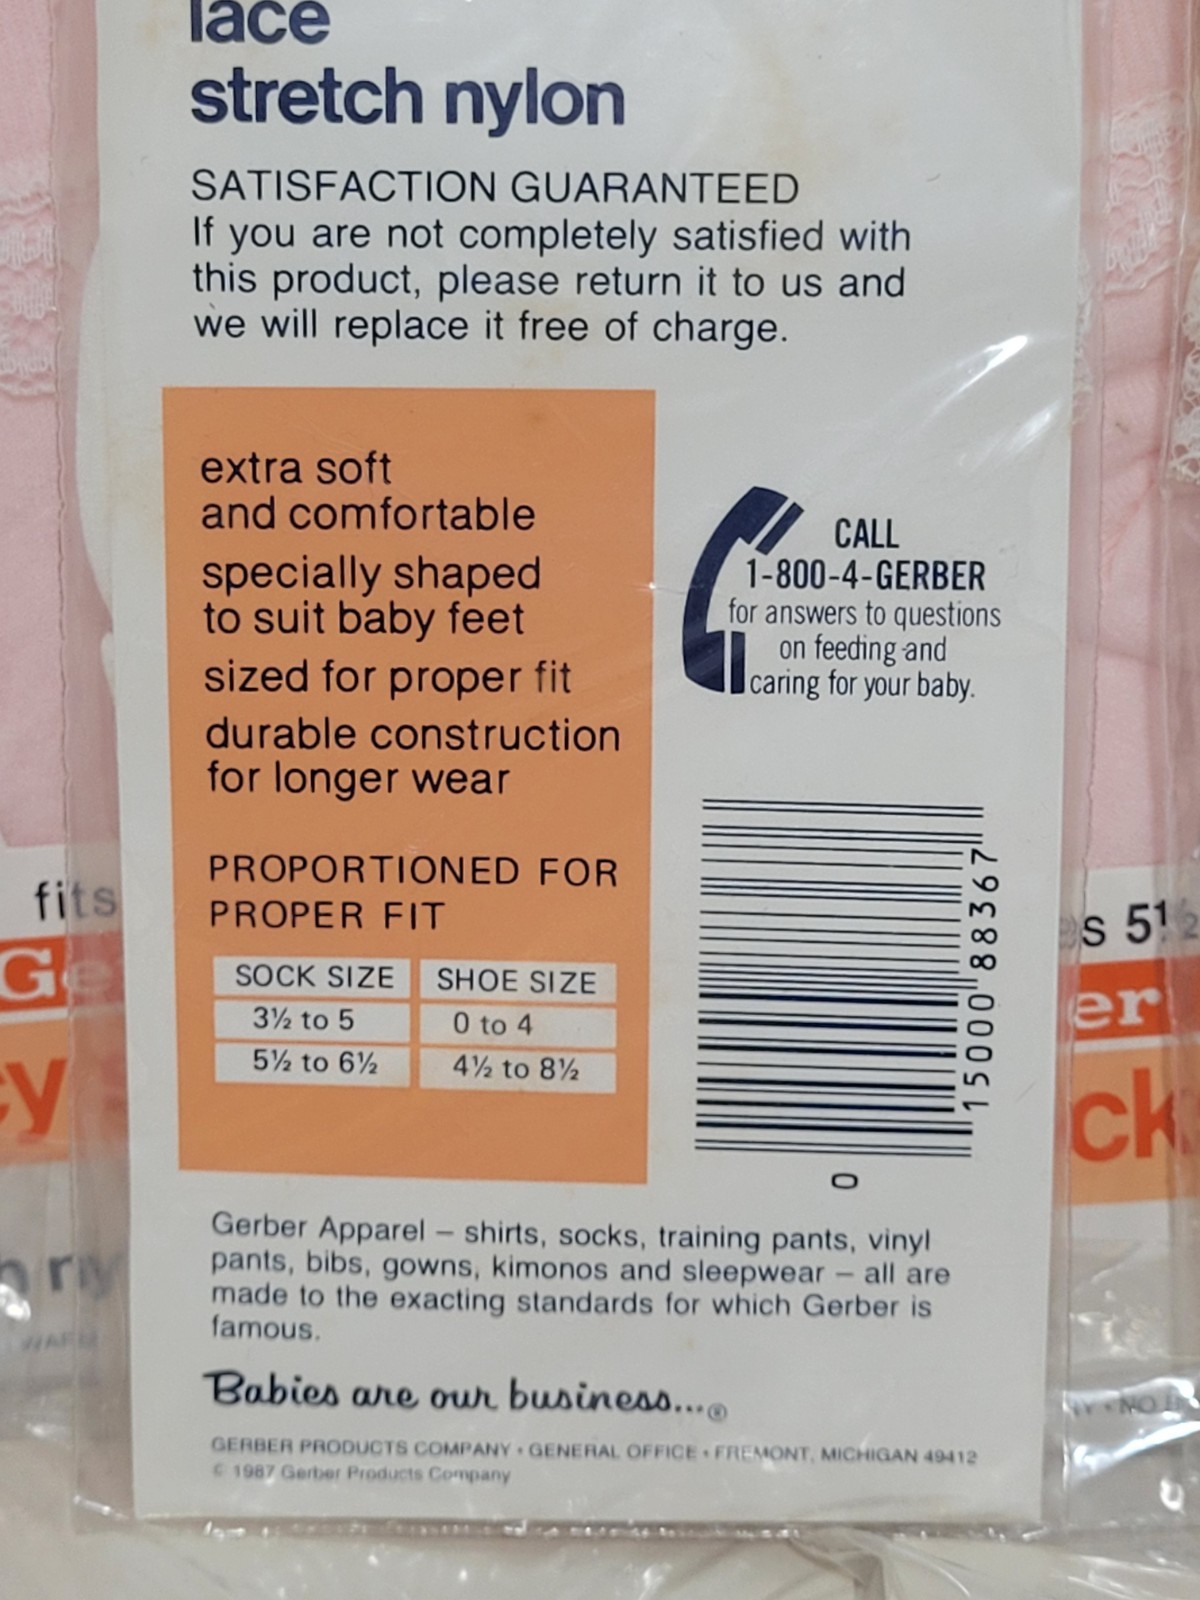 lace
stretch nylon
SATISFACTION GUARANTEED
If you are not completely satisfied with
this product, please return it to us and
we will replace it free of charge.
extra soft
and comfortable
specially shaped
to suit baby feet
sized for proper fit
durable construction
for longer wear
PROPORTIONED FOR
PROPER FIT
SOCK SIZE SHOE SIZE
3½ to 5 0 to 4
5½ to 6½ 4½ to 8½
CALL
1-800-4-GERBER
for answers to questions
on feeding and
caring for your baby.
15000 88367
0
Gerber Apparel – shirts, socks, training pants, vinyl
pants, bibs, gowns, kimonos and sleepwear – all are
made to the exacting standards for which Gerber is
famous.
Babies are our business...®
GERBER PRODUCTS COMPANY • GENERAL OFFICE • FREMONT, MICHIGAN 49412
© 1987 Gerber Products Company
fits
Ge
cy
s 5½
er
ck